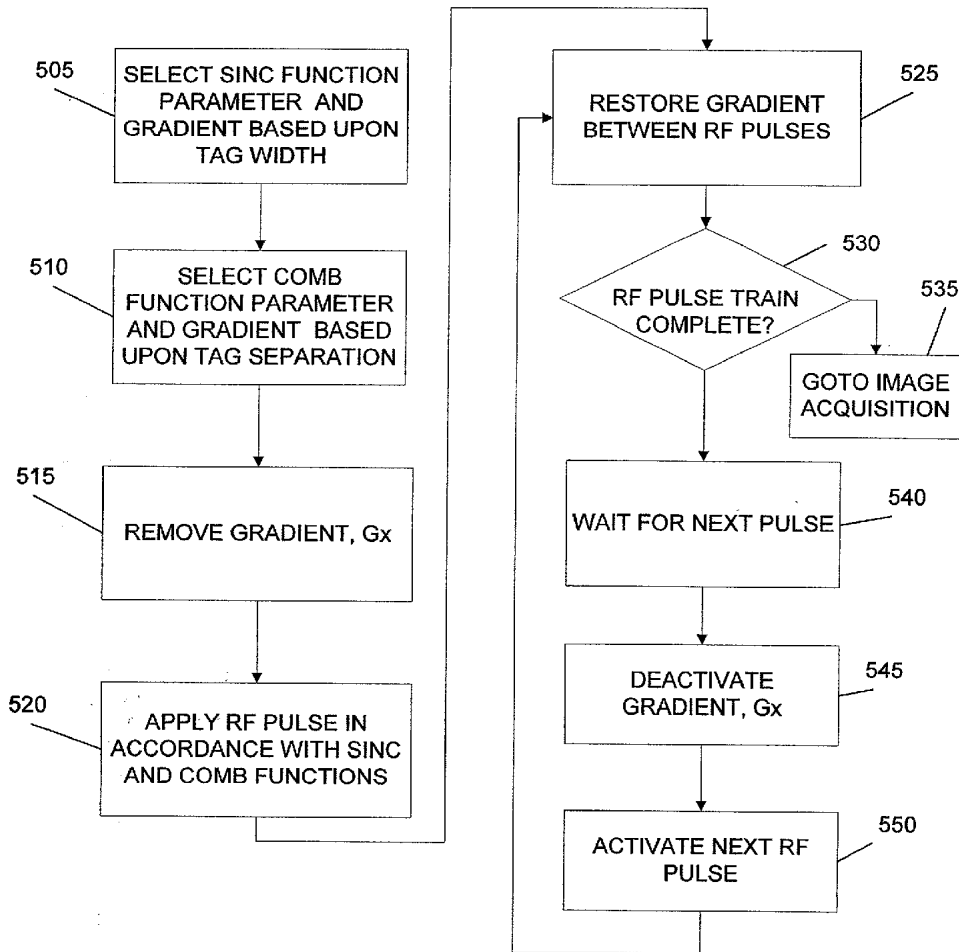 505
SELECT SINC FUNCTION
PARAMETER AND
GRADIENT BASED UPON
TAG WIDTH
510
SELECT COMB
FUNCTION PARAMETER
AND GRADIENT BASED
UPON TAG SEPARATION
515
REMOVE GRADIENT, Gx
520
APPLY RF PULSE IN
ACCORDANCE WITH SINC
AND COMB FUNCTIONS
525
RESTORE GRADIENT
BETWEEN RF PULSES
530
RF PULSE TRAIN
COMPLETE?
535
GOTO IMAGE
ACQUISITION
540
WAIT FOR NEXT PULSE
545
DEACTIVATE
GRADIENT, Gx
550
ACTIVATE NEXT RF
PULSE